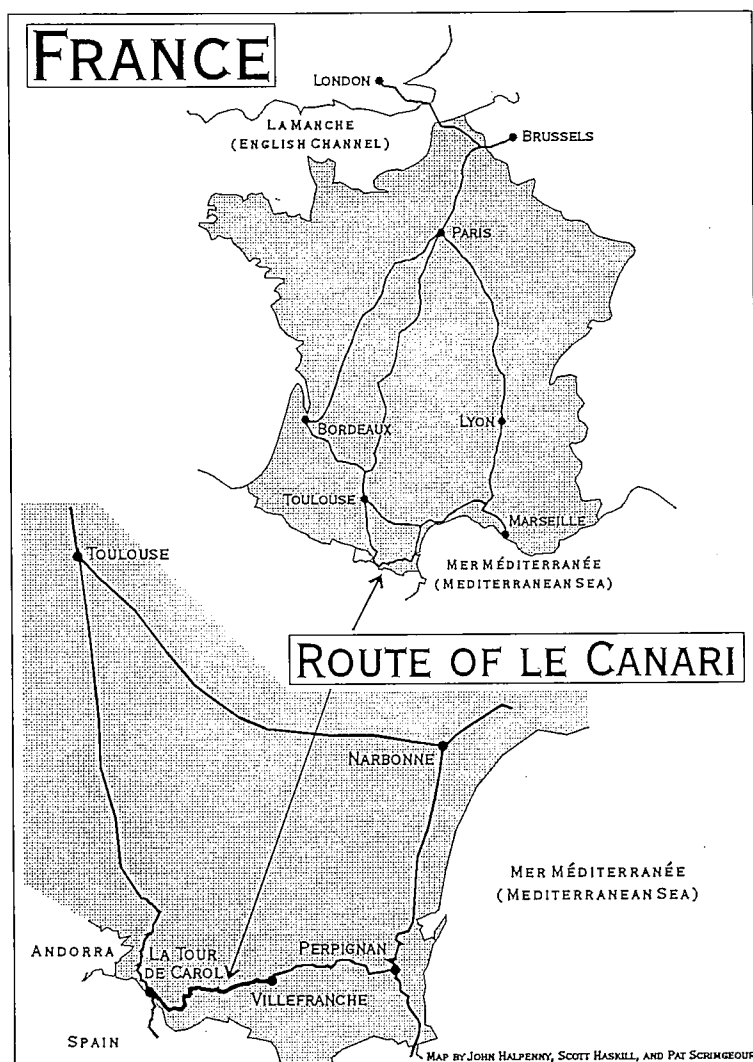 FRANCE
LONDON
LA MANCHE
(ENGLISH CHANNEL)
BRUSSELS
PARIS
BORDEAUX
LYON
TOULOUSE
MARSEILLE
MER MÉDITERRANÉE
(MEDITERRANEAN SEA)
TOULOUSE
ROUTE OF LE CANARI
NARBONNE
MER MÉDITERRANÉE
(MEDITERRANEAN SEA)
ANDORRA
LA TOUR
DE CAROL
PERPIGNAN
VILLEFRANCHE
SPAIN
MAP BY JOHN HALPENNY, SCOTT HASKILL, AND PAT SCRIMGEOUR